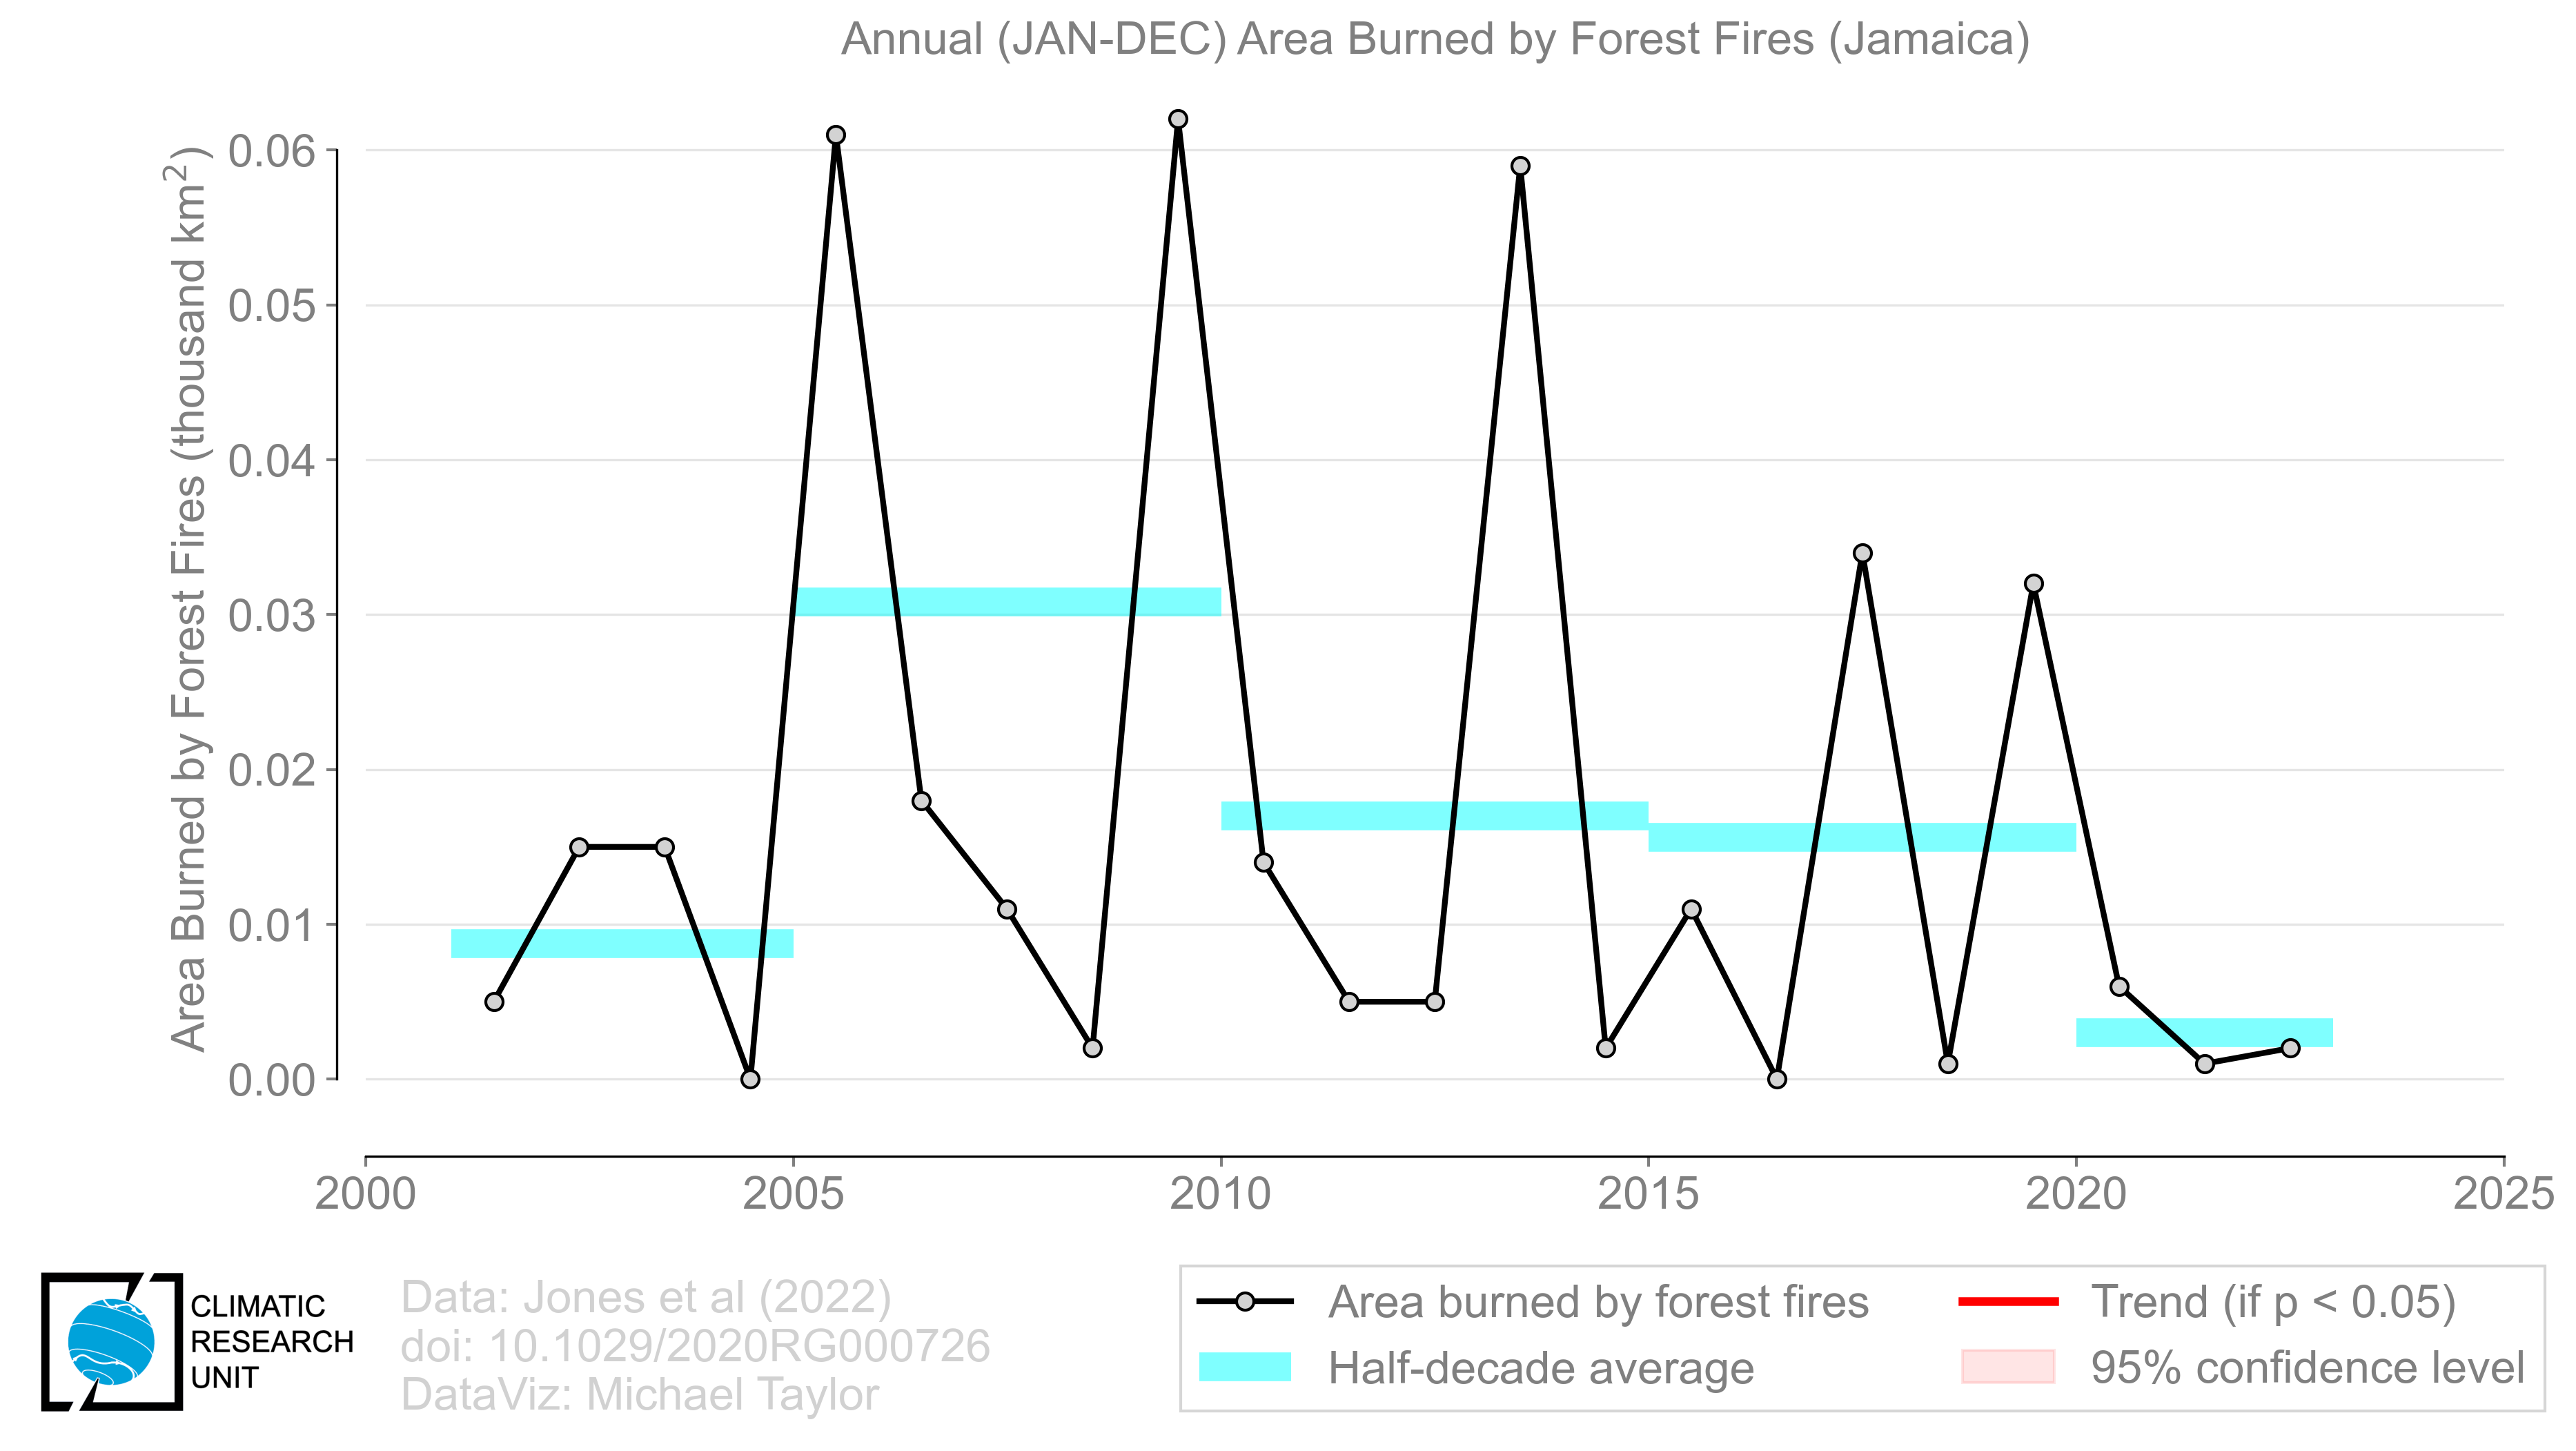 Annual (JAN-DEC) Area Burned by Forest Fires (Jamaica)
Area Burned by Forest Fires (thousand km²)
0.06
0.05
0.04
0.03
0.02
0.01
0.00
2000 2005 2010 2015 2020 2025
CLIMATIC
RESEARCH
UNIT
Data: Jones et al (2022)
doi: 10.1029/2020RG000726
DataViz: Michael Taylor
Area burned by forest fires
Half-decade average
Trend (if p < 0.05)
95% confidence level